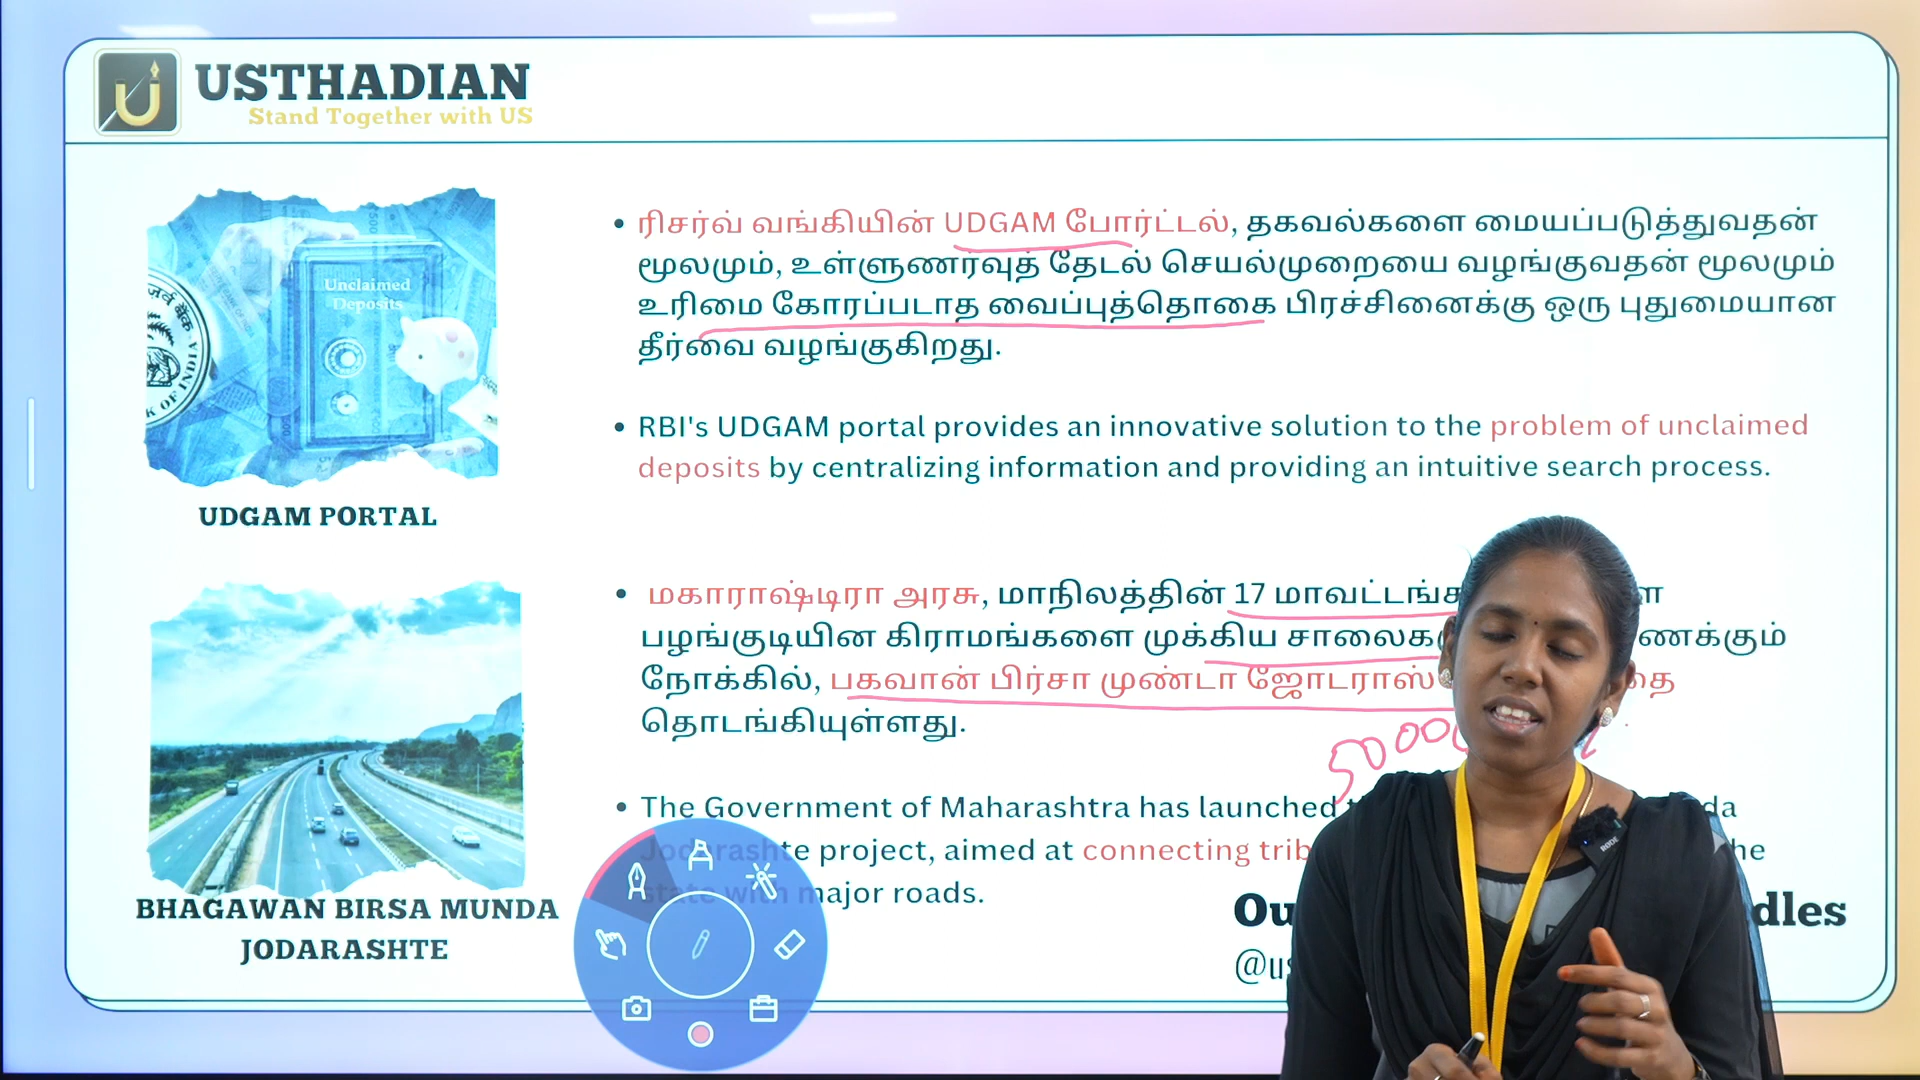 USTHADIAN
Stand Together with US
Unclaimed
Deposits
UDGAM PORTAL
• ரிசர்வ் வங்கியின் UDGAM போர்ட்டல், தகவல்களை மையப்படுத்துவதன்
மூலமும், உள்ளுணர்வுத் தேடல் செயல்முறையை வழங்குவதன் மூலமும்
உரிமை கோரப்படாத வைப்புத்தொகை பிரச்சினைக்கு ஒரு புதுமையான
தீர்வை வழங்குகிறது.
• RBI's UDGAM portal provides an innovative solution to the problem of unclaimed
deposits by centralizing information and providing an intuitive search process.
BHAGAWAN BIRSA MUNDA
JODARASHTE
• மகாராஷ்டிரா அரசு, மாநிலத்தின் 17
பழங்குடியின கிராமங்களை முக்கிய
நோக்கில், பகவான் பிர்சா முண்டா
தொடங்கியுள்ளது.
• The Government of Maharashtra has launched
Jodarashte project, aimed at connecting
state with major roads.